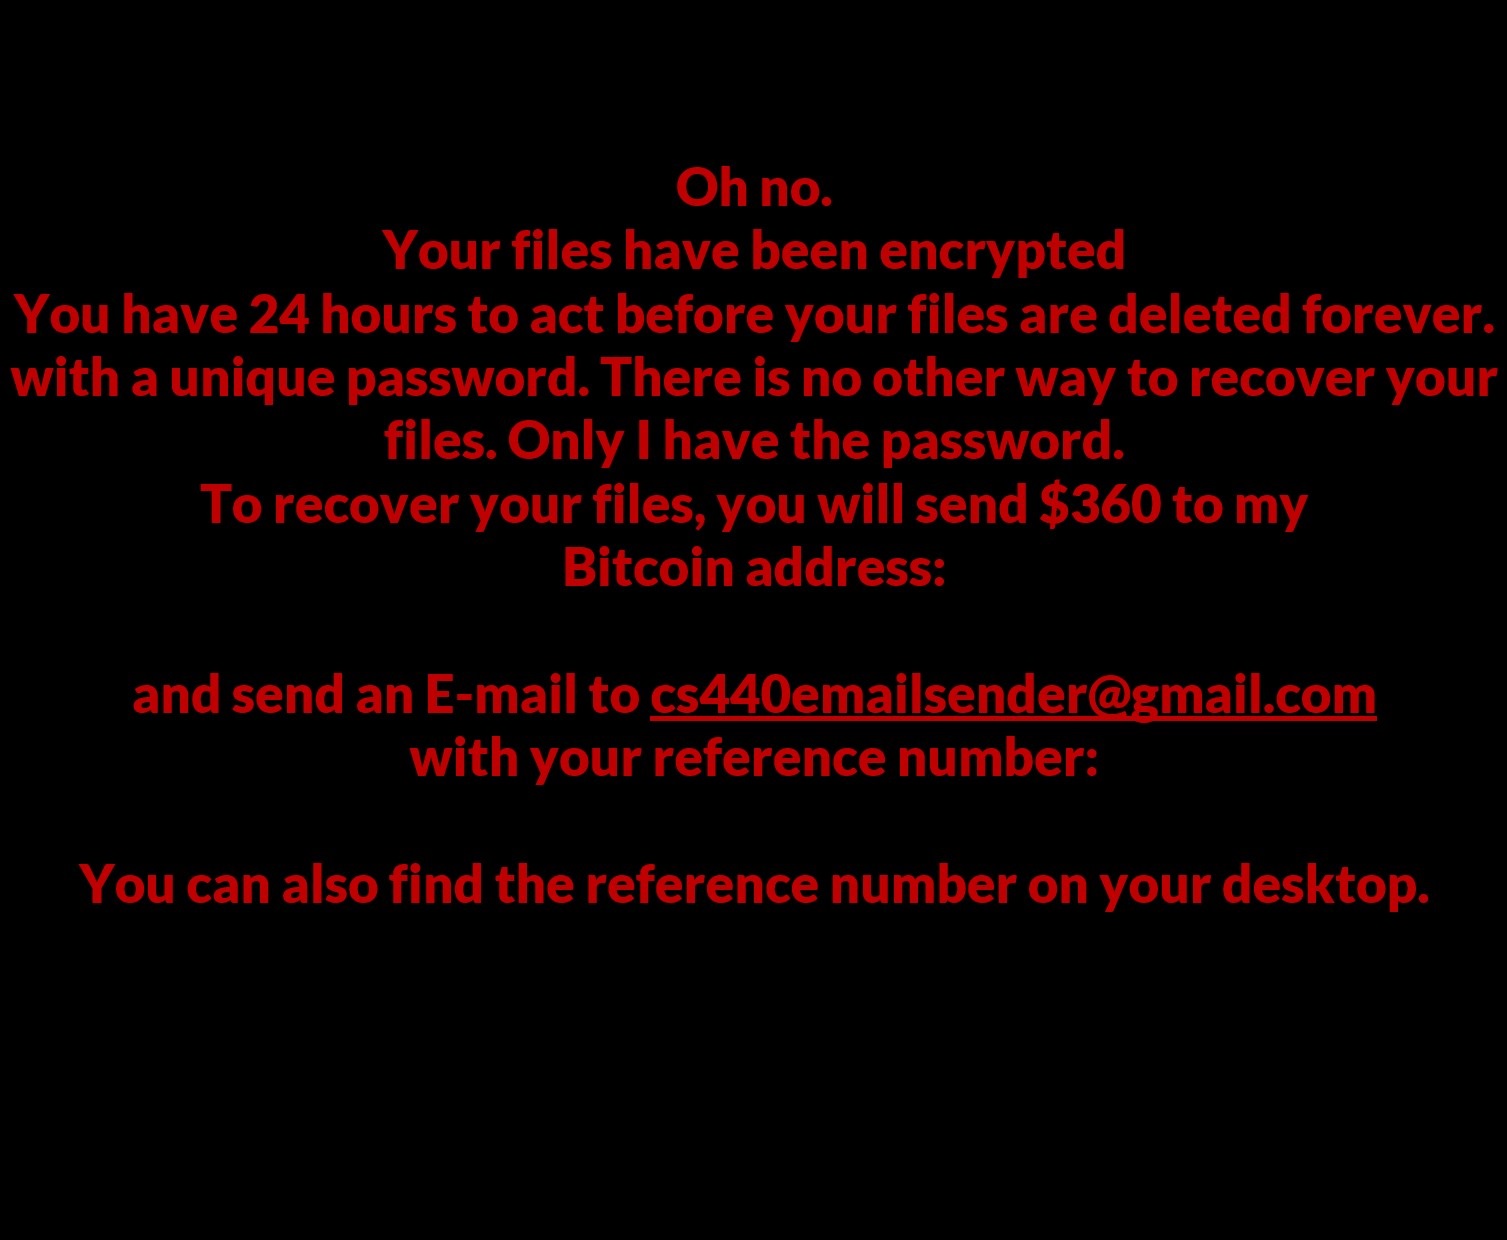 Oh no.
Your files have been encrypted
You have 24 hours to act before your files are deleted forever.
with a unique password. There is no other way to recover your
files. Only I have the password.
To recover your files, you will send $360 to my
Bitcoin address:
and send an E-mail to cs440emailsender@gmail.com
with your reference number:
You can also find the reference number on your desktop.